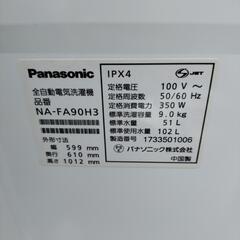 Panasonic
全自動電気洗濯機
品番
NA-FA90H3
外形寸法
幅 599 mm
奥行 610 mm
高さ 1012 mm
IPX4
JET
定格電圧 100 V ～
定格周波数 50/60 Hz
定格消費電力 350 W
標準洗濯容量 9.0 kg
標準水量 51 L
標準使用水量 102 L
製造番号 1733501006
パナソニック株式会社
中国製